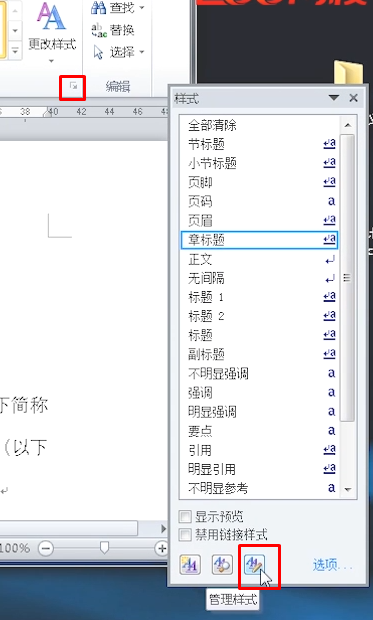 查找
替换
选择
更改样式
编辑
38 40 42 44 46 48
样式
全部清除
节标题
小节标题
页脚
页码 a
页眉
章标题
正文
无间隔
标题 1
标题 2
标题
副标题
不明显强调 a
强调 a
明显强调 a
要点 a
引用
明显引用
不明显参考 a
下简称
（以下
显示预览
禁用链接样式
100%
选项...
管理样式